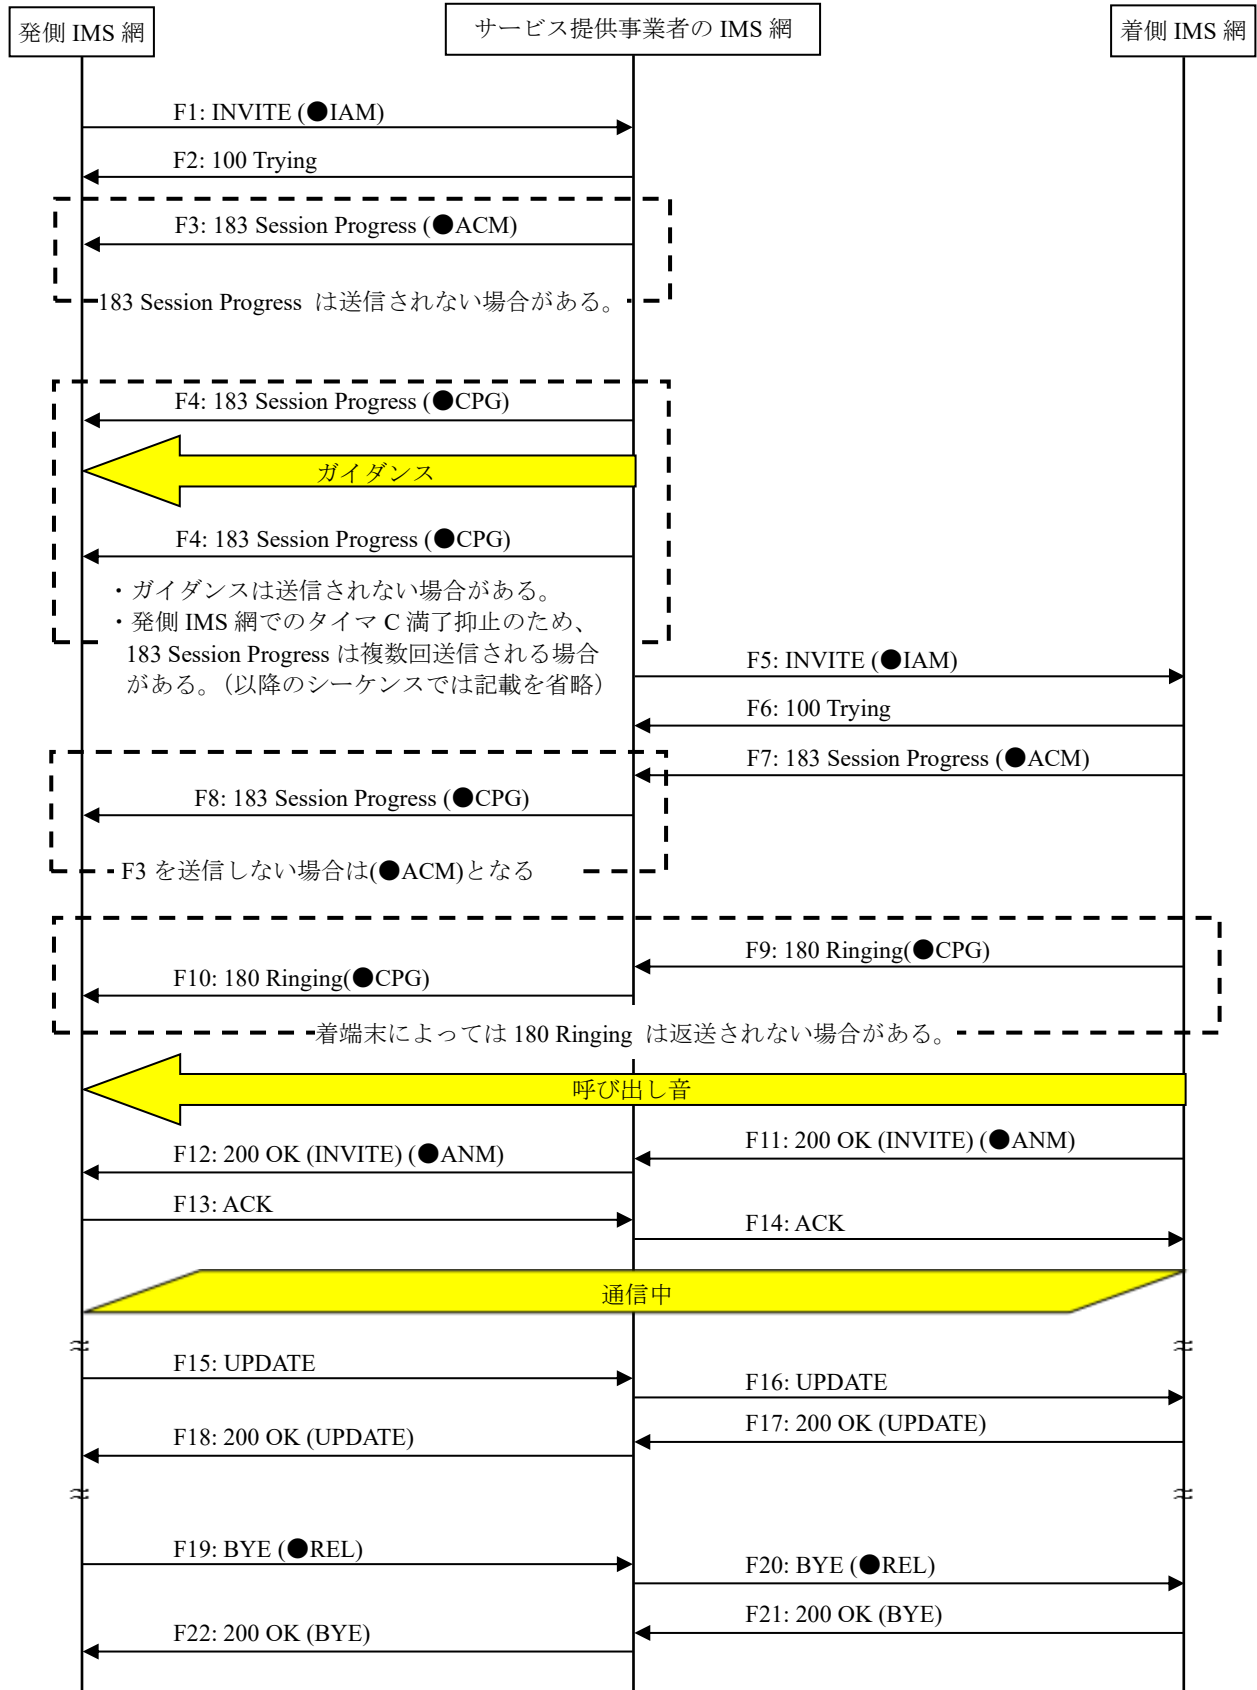 発側 IMS 網
サービス提供事業者の IMS 網
着側 IMS 網
F1: INVITE (●IAM)
F2: 100 Trying
F3: 183 Session Progress (●ACM)
183 Session Progress は送信されない場合がある。
F4: 183 Session Progress (●CPG)
ガイダンス
F4: 183 Session Progress (●CPG)
・ガイダンスは送信されない場合がある。
・発側 IMS 網でのタイマ C 満了抑止のため、
183 Session Progress は複数回送信される場合
がある。（以降のシーケンスでは記載を省略）
F5: INVITE (●IAM)
F6: 100 Trying
F7: 183 Session Progress (●ACM)
F8: 183 Session Progress (●CPG)
F3 を送信しない場合は(●ACM)となる
F9: 180 Ringing(●CPG)
F10: 180 Ringing(●CPG)
着端末によっては 180 Ringing は返送されない場合がある。
呼び出し音
F11: 200 OK (INVITE) (●ANM)
F12: 200 OK (INVITE) (●ANM)
F13: ACK
F14: ACK
通信中
F15: UPDATE
F16: UPDATE
F17: 200 OK (UPDATE)
F18: 200 OK (UPDATE)
F19: BYE (●REL)
F20: BYE (●REL)
F21: 200 OK (BYE)
F22: 200 OK (BYE)